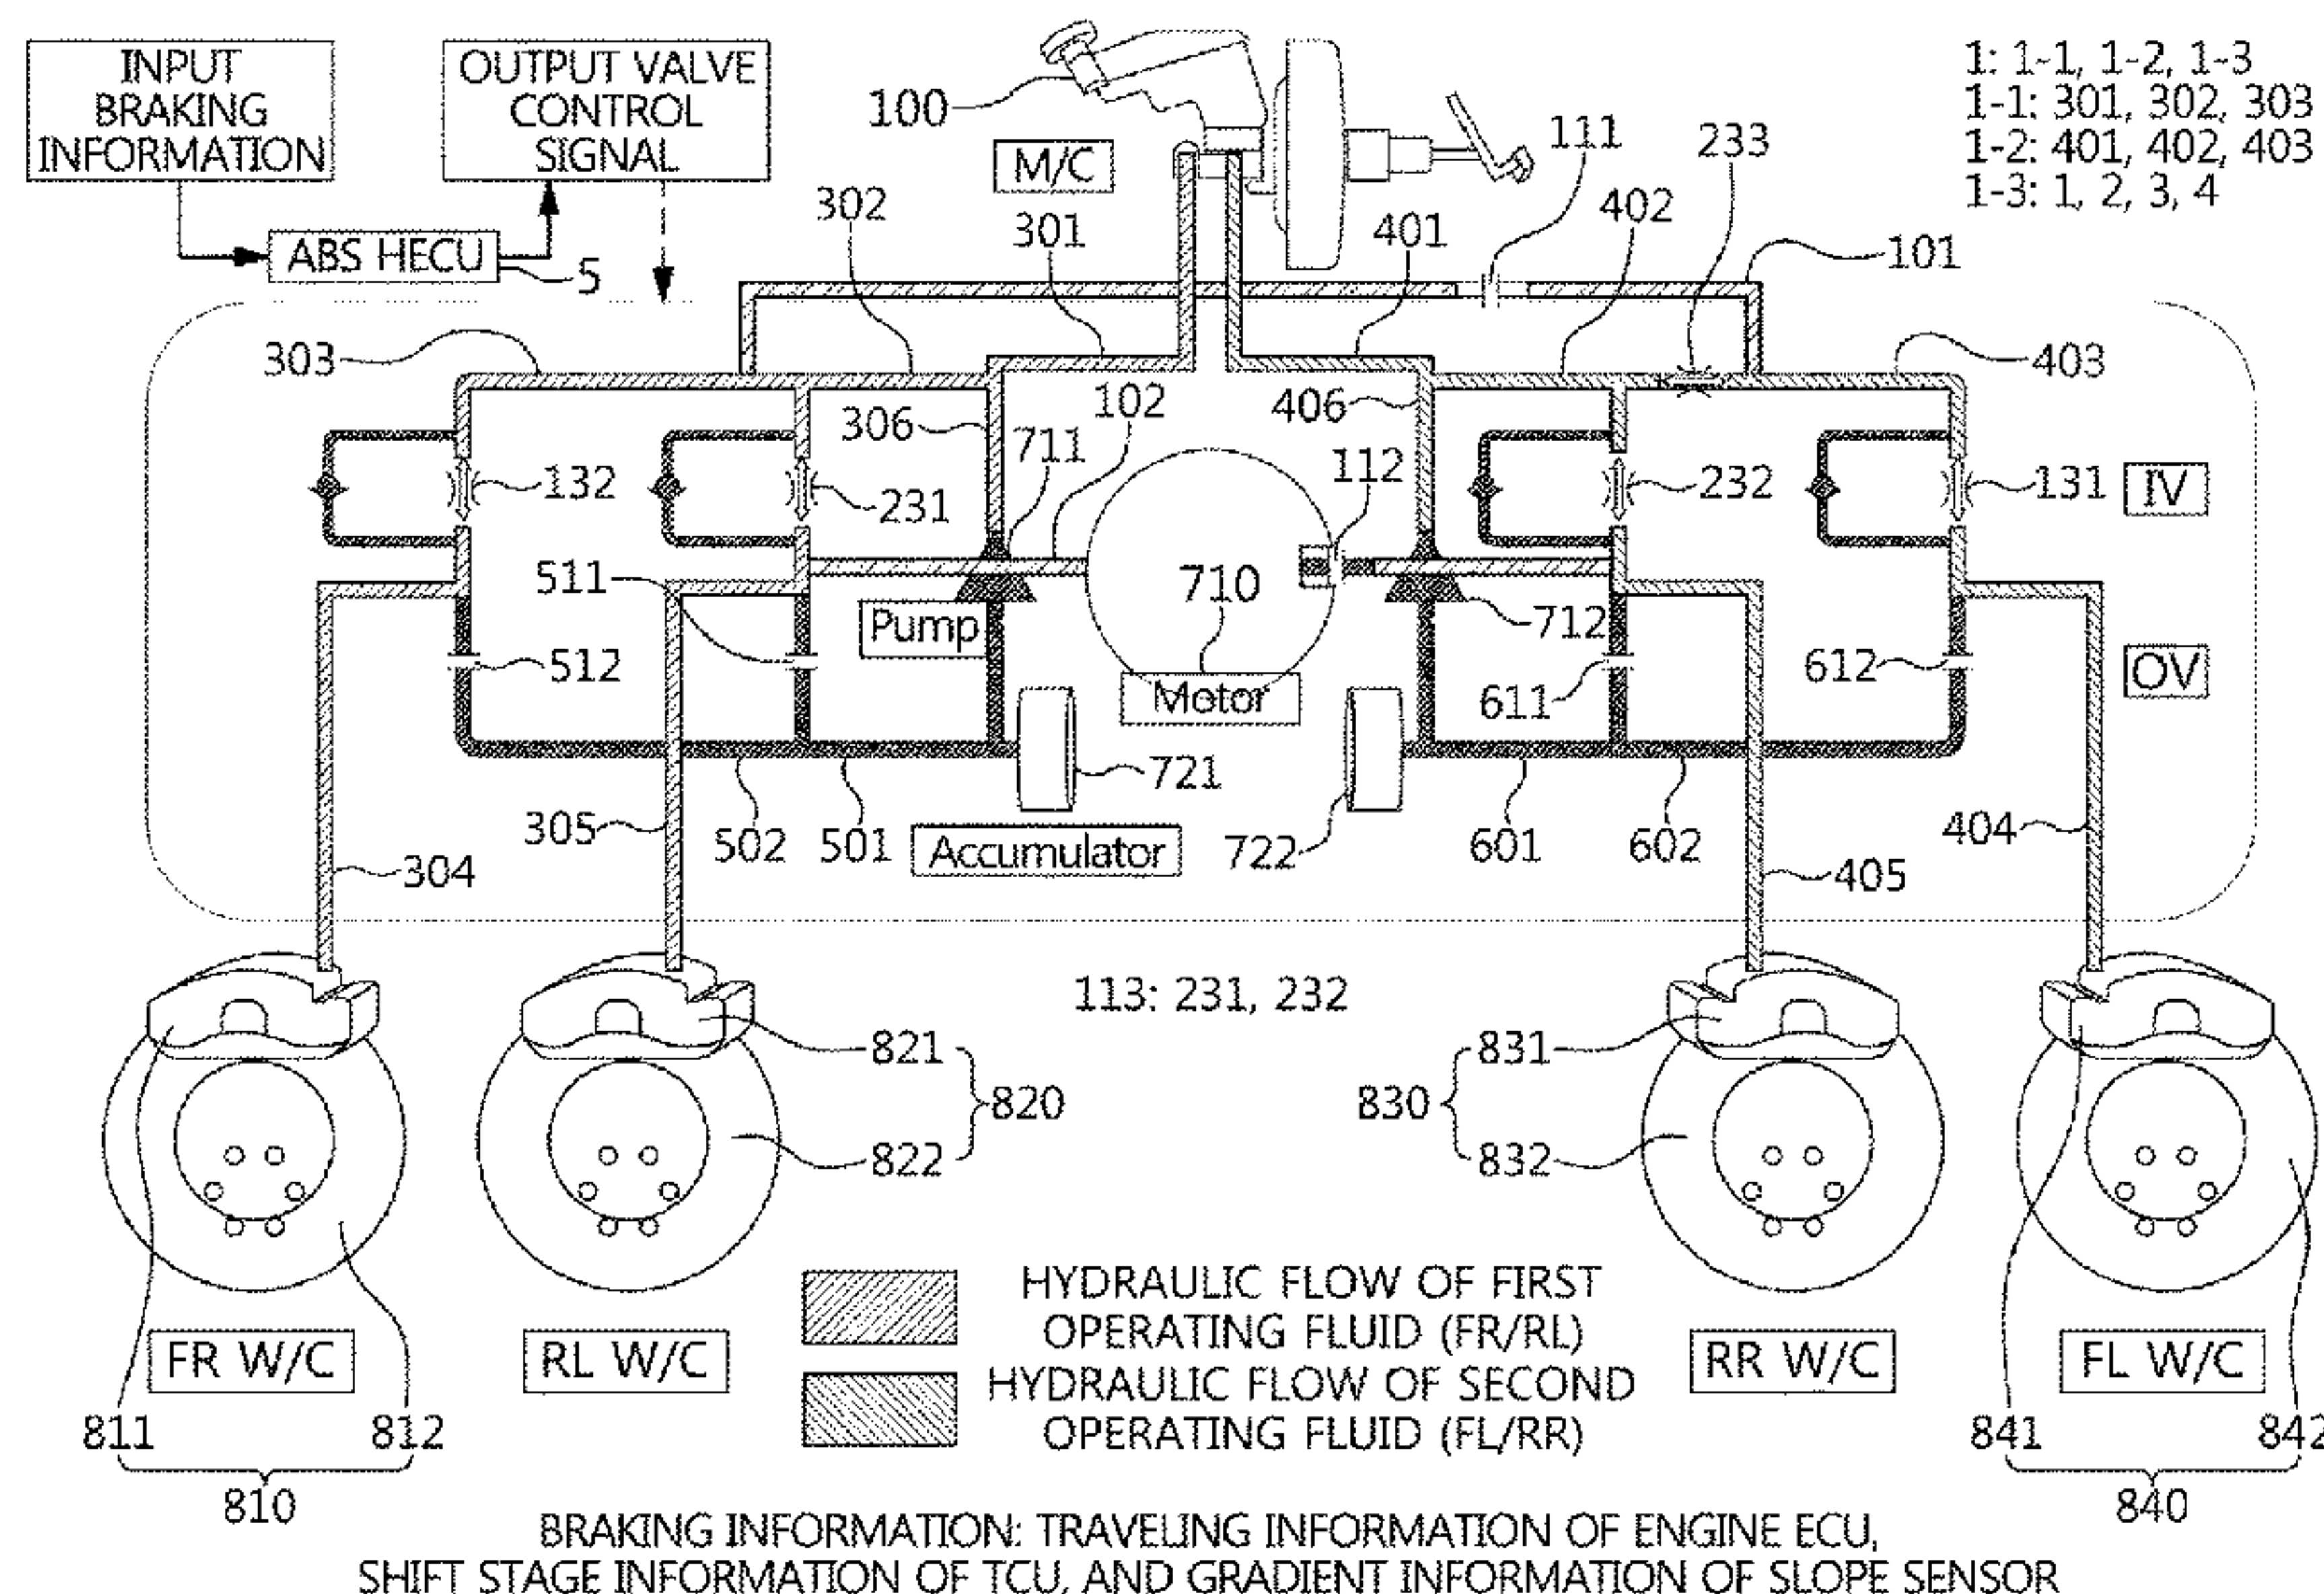 INPUT
BRAKING
INFORMATION
OUTPUT VALVE
CONTROL
SIGNAL
ABS HECU
5
100
M/C
111
233
1: 1-1, 1-2, 1-3
1-1: 301, 302, 303
1-2: 401, 402, 403
1-3: 1, 2, 3, 4
302
301
401
402
101
303
403
306
102
406
711
112
132
231
232
131
IV
511
710
Pump
712
512
Motor
611
612
OV
721
305
502
501
Accumulator
722
601
602
404
304
405
113: 231, 232
821
820
822
831
830
832
HYDRAULIC FLOW OF FIRST
OPERATING FLUID (FR/RL)
HYDRAULIC FLOW OF SECOND
OPERATING FLUID (FL/RR)
FR W/C
RL W/C
RR W/C
FL W/C
811
812
810
841
842
840
BRAKING INFORMATION: TRAVELING INFORMATION OF ENGINE ECU,
SHIFT STAGE INFORMATION OF TCU, AND GRADIENT INFORMATION OF SLOPE SENSOR